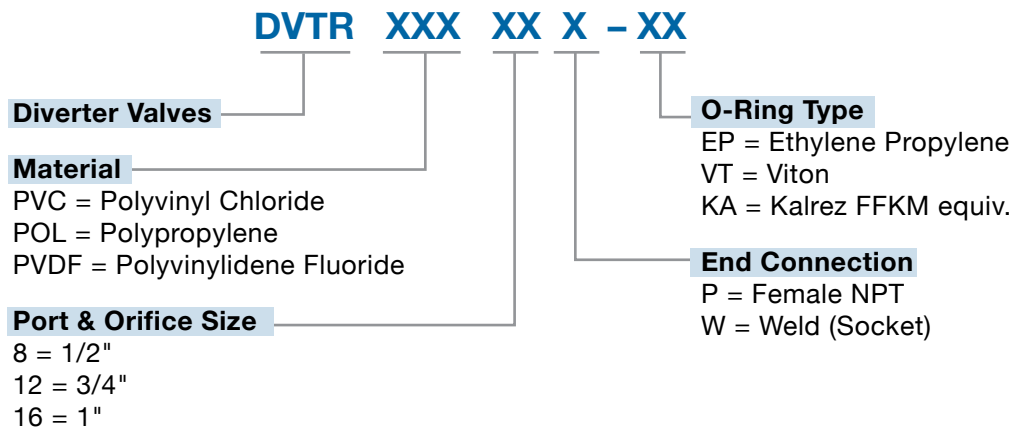 DVTR XXX XX X – XX
Diverter Valves
Material
PVC = Polyvinyl Chloride
POL = Polypropylene
PVDF = Polyvinylidene Fluoride
Port & Orifice Size
8 = 1/2"
12 = 3/4"
16 = 1"
O-Ring Type
EP = Ethylene Propylene
VT = Viton
KA = Kalrez FFKM equiv.
End Connection
P = Female NPT
W = Weld (Socket)